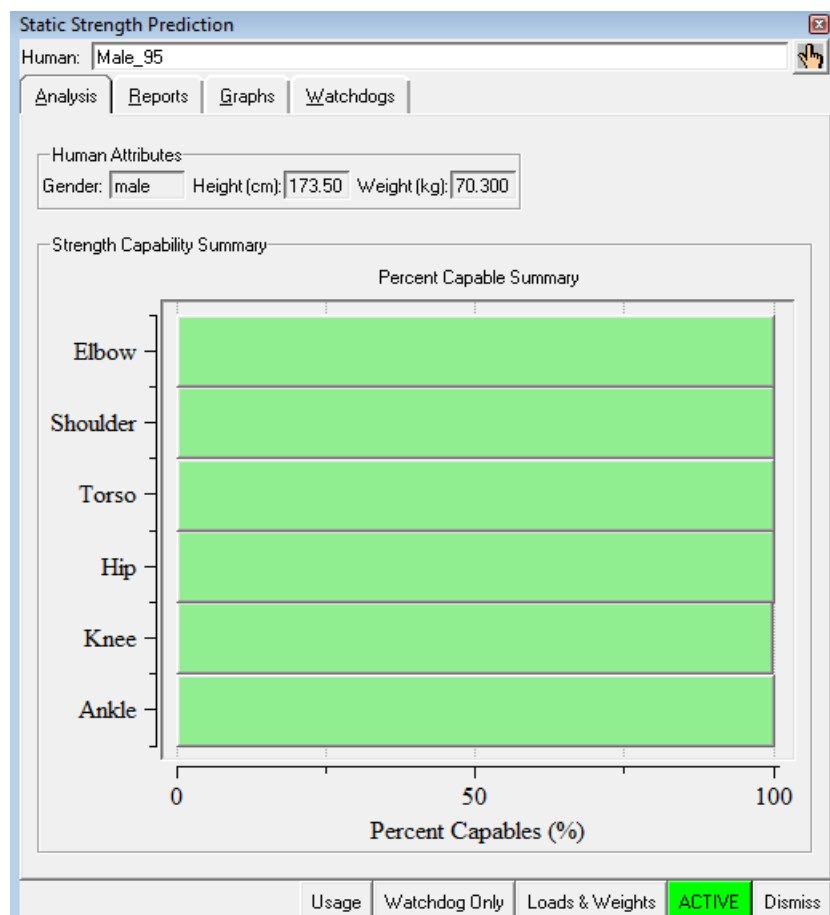 Static Strength Prediction
Human: Male_95
Analysis Reports Graphs Watchdogs
Human Attributes
Gender: male Height (cm): 173.50 Weight (kg): 70.300
Strength Capability Summary
Percent Capable Summary
Elbow
Shoulder
Torso
Hip
Knee
Ankle
0 50 100
Percent Capables (%)
Usage Watchdog Only Loads & Weights ACTIVE Dismiss